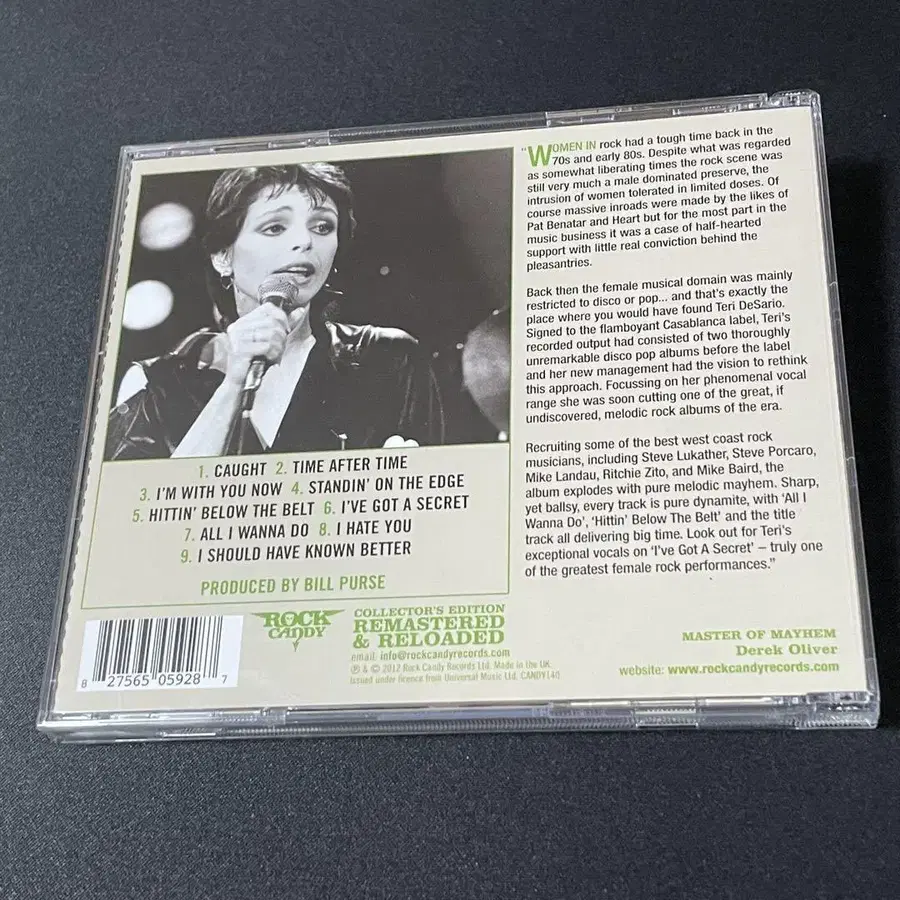 1. CAUGHT 2. TIME AFTER TIME
3. I'M WITH YOU NOW 4. STANDIN' ON THE EDGE
5. HITTIN' BELOW THE BELT 6. I'VE GOT A SECRET
7. ALL I WANNA DO 8. I HATE YOU
9. I SHOULD HAVE KNOWN BETTER
PRODUCED BY BILL PURSE
8 27565 05928 7
ROCK
CANDY
COLLECTOR'S EDITION
REMASTERED
& RELOADED
email: info@rockcandyrecords.com
℗ & © 2012 Rock Candy Records Ltd. Made in the UK.
Issued under licence from Universal Music Ltd. CANDY140
"WOMEN IN rock had a tough time back in the
70s and early 80s. Despite what was regarded
as somewhat liberating times the rock scene was
still very much a male dominated preserve, the
intrusion of women tolerated in limited doses. Of
course massive inroads were made by the likes of
Pat Benatar and Heart but for the most part in the
music business it was a case of half-hearted
support with little real conviction behind the
pleasantries.
Back then the female musical domain was mainly
restricted to disco or pop... and that's exactly the
place where you would have found Teri DeSario.
Signed to the flamboyant Casablanca label, Teri's
recorded output had consisted of two thoroughly
unremarkable disco pop albums before the label
and her new management had the vision to rethink
this approach. Focussing on her phenomenal vocal
range she was soon cutting one of the great, if
undiscovered, melodic rock albums of the era.
Recruiting some of the best west coast rock
musicians, including Steve Lukather, Steve Porcaro,
Mike Landau, Ritchie Zito, and Mike Baird, the
album explodes with pure melodic mayhem. Sharp,
yet ballsy, every track is pure dynamite, with 'All I
Wanna Do', 'Hittin' Below The Belt' and the title
track all delivering big time. Look out for Teri's
exceptional vocals on 'I've Got A Secret' – truly one
of the greatest female rock performances."
MASTER OF MAYHEM
Derek Oliver
website: www.rockcandyrecords.com